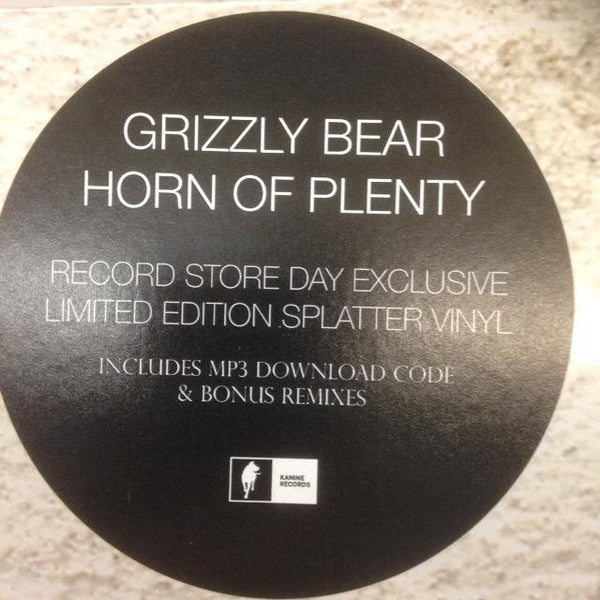 GRIZZLY BEAR
HORN OF PLENTY
RECORD STORE DAY EXCLUSIVE
LIMITED EDITION SPLATTER VINYL
INCLUDES MP3 DOWNLOAD CODE
& BONUS REMIXES
KANINE
RECORDS